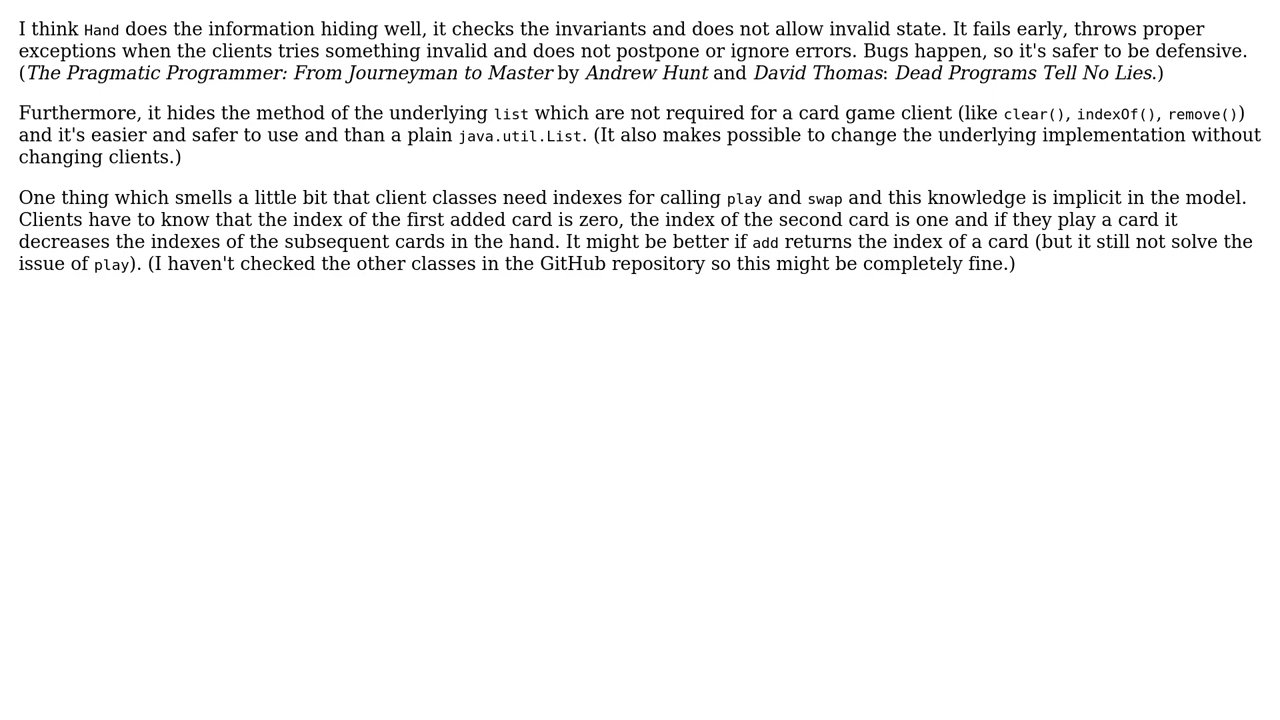 I think Hand does the information hiding well, it checks the invariants and does not allow invalid state. It fails early, throws proper
exceptions when the clients tries something invalid and does not postpone or ignore errors. Bugs happen, so it's safer to be defensive.
(The Pragmatic Programmer: From Journeyman to Master by Andrew Hunt and David Thomas: Dead Programs Tell No Lies.)
Furthermore, it hides the method of the underlying list which are not required for a card game client (like clear(), indexOf(), remove())
and it's easier and safer to use and than a plain java.util.List. (It also makes possible to change the underlying implementation without
changing clients.)
One thing which smells a little bit that client classes need indexes for calling play and swap and this knowledge is implicit in the model.
Clients have to know that the index of the first added card is zero, the index of the second card is one and if they play a card it
decreases the indexes of the subsequent cards in the hand. It might be better if add returns the index of a card (but it still not solve the
issue of play). (I haven't checked the other classes in the GitHub repository so this might be completely fine.)